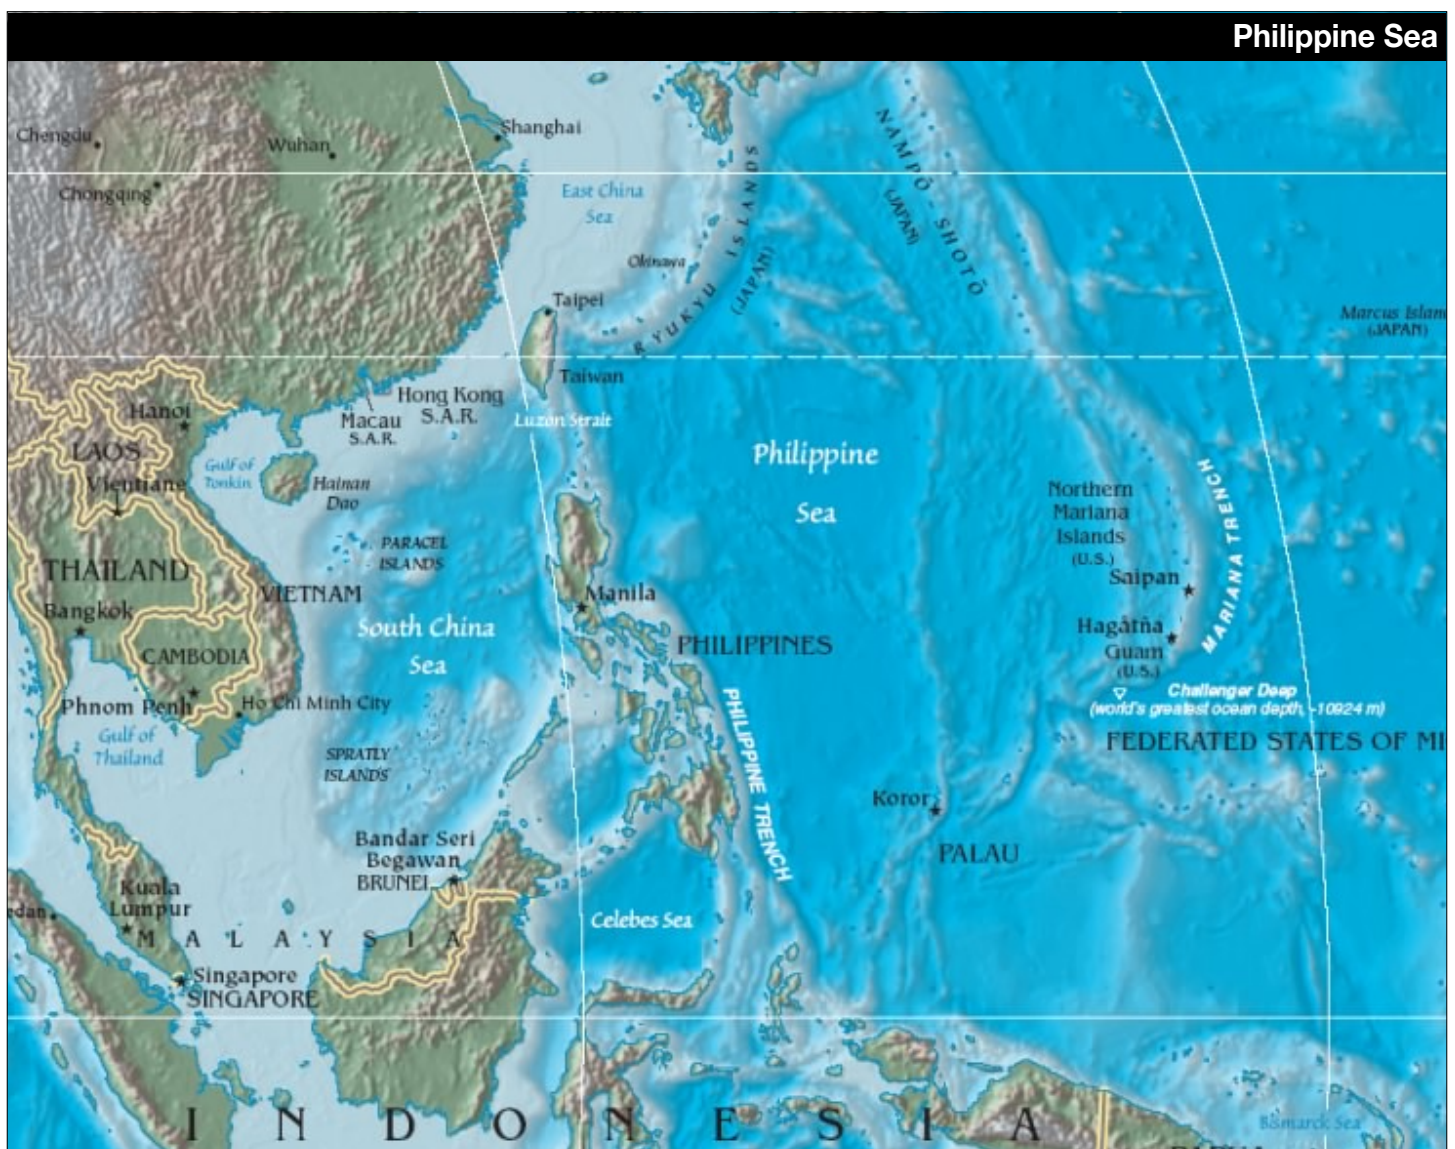 Philippine Sea
Chengdu
Wuhan
Shanghai
Chongqing
East China
Sea
Okinawa
RYUKYU ISLANDS
(JAPAN)
NAMPŌ-SHOTŌ
(JAPAN)
Taipei
Taiwan
Marcus Islan
(JAPAN)
Hanoi
Macau
S.A.R.
Hong Kong
S.A.R.
Luzon Strait
LAOS
Vientiane
Gulf of
Tonkin
Hainan
Dao
Philippine
Sea
Northern
Mariana
Islands
(U.S.)
Saipan
MARIANA TRENCH
PARACEL
ISLANDS
THAILAND
Bangkok
VIETNAM
Manila
South China
Sea
PHILIPPINES
Hagåtña
Guam
(U.S.)
CAMBODIA
Phnom Penh
Ho Chi Minh City
Gulf of
Thailand
Challenger Deep
(world's greatest ocean depth, -10924 m)
FEDERATED STATES OF MI
SPRATLY
ISLANDS
PHILIPPINE TRENCH
Koror
PALAU
Bandar Seri
Begawan
BRUNEI
Kuala
Lumpur
edan
MALAYSIA
Celebes Sea
Singapore
SINGAPORE
INDONESIA
Bismarck Sea